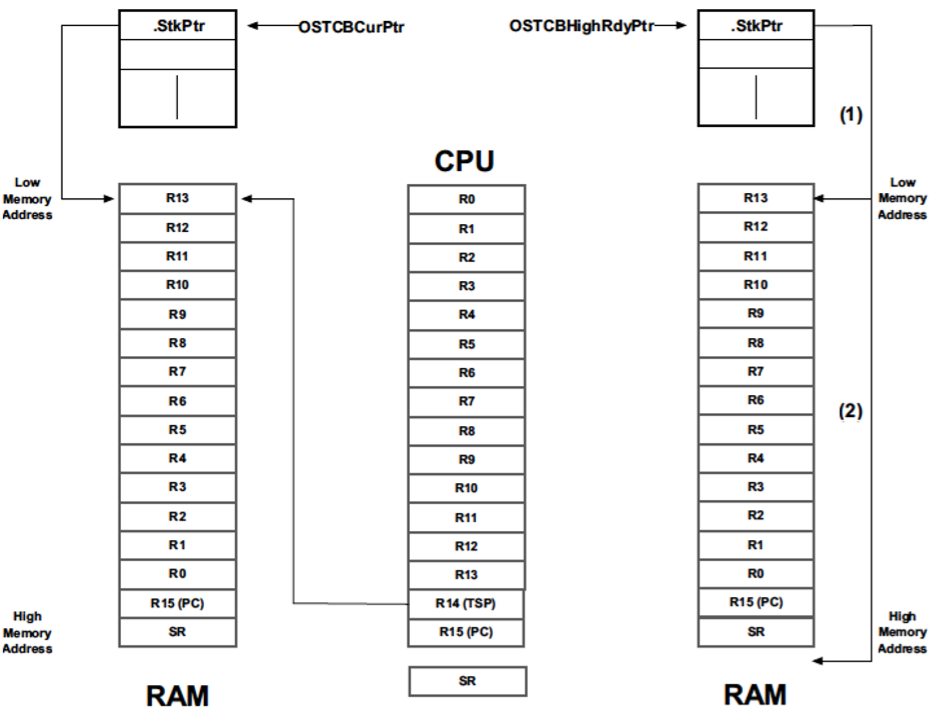 .StkPtr
OSTCBCurPtr
OSTCBHighRdyPtr
.StkPtr
(1)
CPU
Low
Memory
Address
R13
R12
R11
R10
R9
R8
R7
R6
R5
R4
R3
R2
R1
R0
R15 (PC)
SR
High
Memory
Address
RAM
R0
R1
R2
R3
R4
R5
R6
R7
R8
R9
R10
R11
R12
R13
R14 (TSP)
R15 (PC)
SR
R13
R12
R11
R10
R9
R8
R7
R6
R5
R4
R3
R2
R1
R0
R15 (PC)
SR
Low
Memory
Address
(2)
High
Memory
Address
RAM